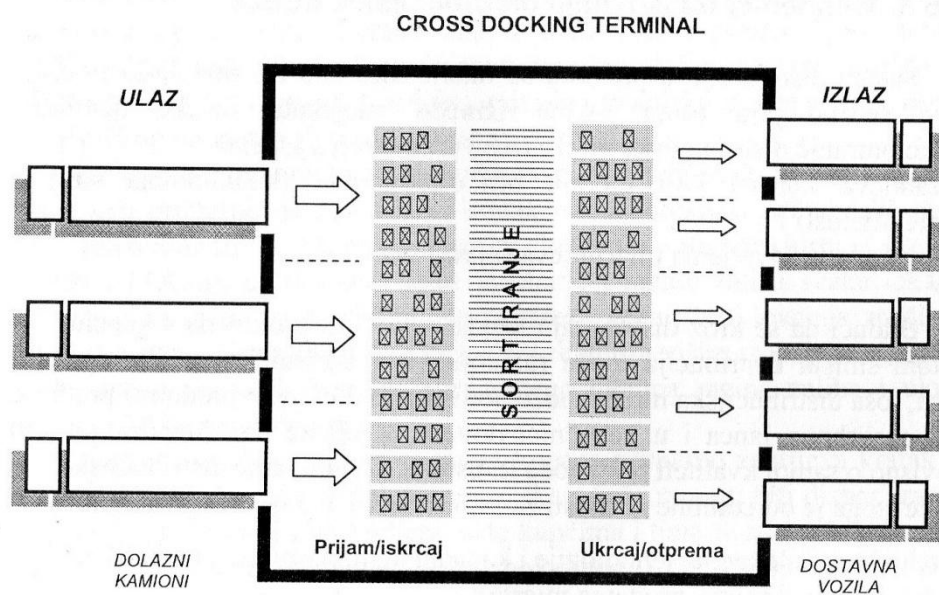 CROSS DOCKING TERMINAL
ULAZ
IZLAZ
SORTIRANJE
Prijam/iskrcaj
Ukrcaj/otprema
DOLAZNI
KAMIONI
DOSTAVNA
VOZILA